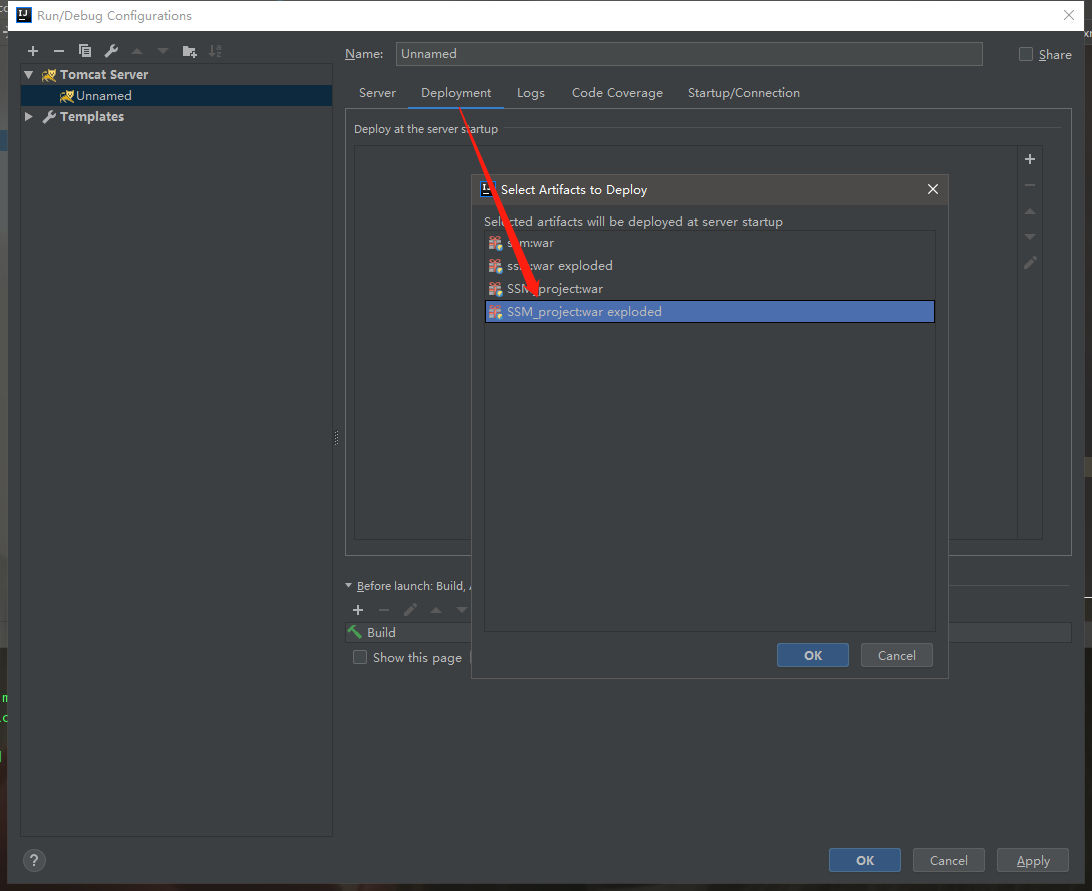 Run/Debug Configurations
Name: Unnamed
Share
Tomcat Server
Unnamed
Templates
Server Deployment Logs Code Coverage Startup/Connection
Deploy at the server startup
Select Artifacts to Deploy
Selected artifacts will be deployed at server startup
ssm:war
ssm:war exploded
SSM_project:war
SSM_project:war exploded
OK Cancel
Before launch: Build,
Build
Show this page
? OK Cancel Apply